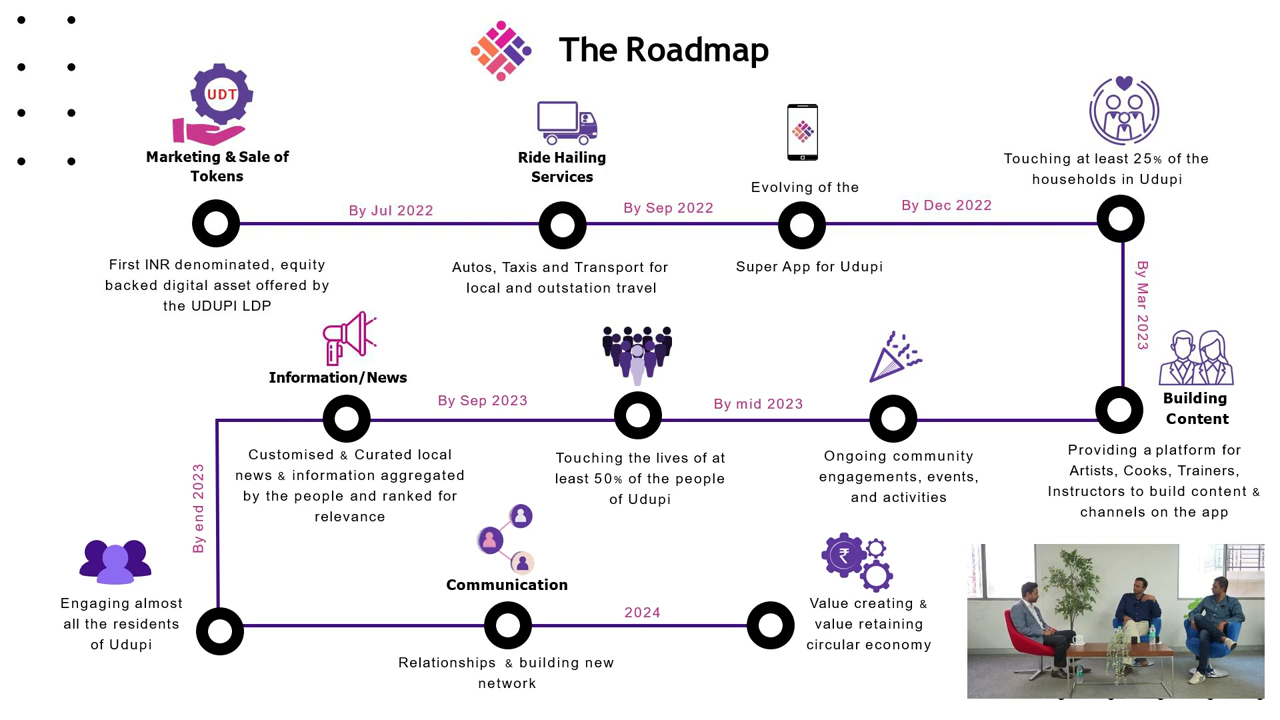 The Roadmap
UDT
Marketing & Sale of
Tokens
By Jul 2022
First INR denominated, equity
backed digital asset offered by
the UDUPI LDP
Ride Hailing
Services
By Sep 2022
Autos, Taxis and Transport for
local and outstation travel
Evolving of the
By Dec 2022
Super App for Udupi
Touching at least 25% of the
households in Udupi
By Mar 2023
Building
Content
Providing a platform for
Artists, Cooks, Trainers,
Instructors to build content &
channels on the app
By mid 2023
Ongoing community
engagements, events,
and activities
By Sep 2023
Touching the lives of at
least 50% of the people
of Udupi
Information/News
Customised & Curated local
news & information aggregated
by the people and ranked for
relevance
By end 2023
Engaging almost
all the residents
of Udupi
Communication
Relationships & building new
network
2024
₹
Value creating &
value retaining
circular economy